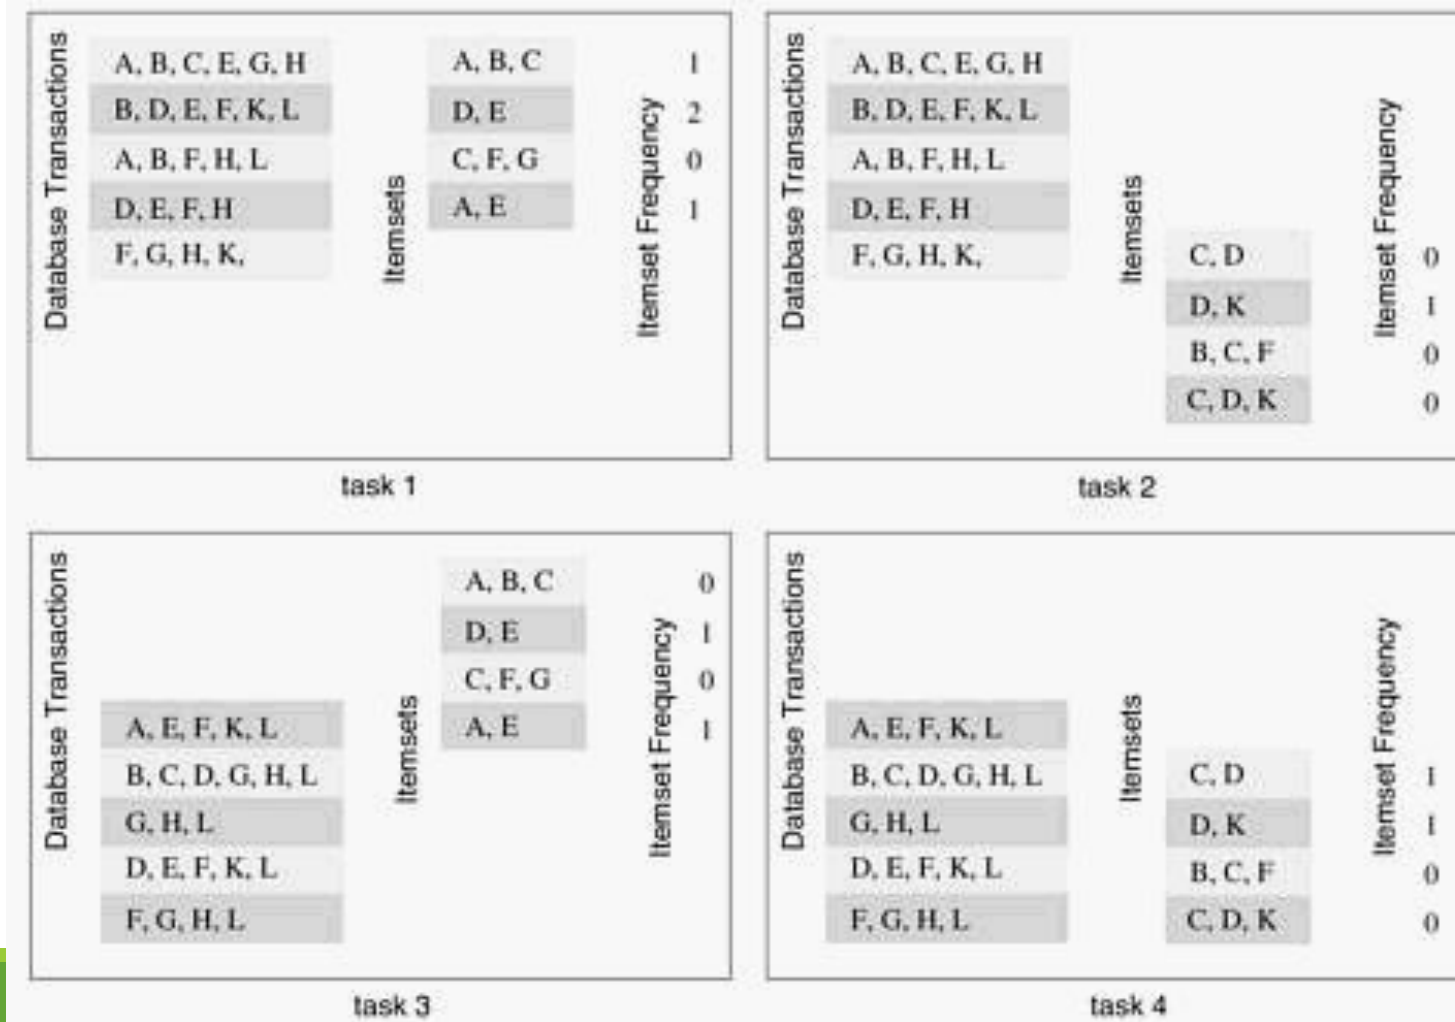 Database Transactions
A, B, C, E, G, H
B, D, E, F, K, L
A, B, F, H, L
D, E, F, H
F, G, H, K,
Itemsets
A, B, C
D, E
C, F, G
A, E
Itemset Frequency
1
2
0
1
task 1
Database Transactions
A, B, C, E, G, H
B, D, E, F, K, L
A, B, F, H, L
D, E, F, H
F, G, H, K,
Itemsets
C, D
D, K
B, C, F
C, D, K
Itemset Frequency
0
1
0
0
task 2
Database Transactions
A, E, F, K, L
B, C, D, G, H, L
G, H, L
D, E, F, K, L
F, G, H, L
Itemsets
A, B, C
D, E
C, F, G
A, E
Itemset Frequency
0
1
0
1
task 3
Database Transactions
A, E, F, K, L
B, C, D, G, H, L
G, H, L
D, E, F, K, L
F, G, H, L
Itemsets
C, D
D, K
B, C, F
C, D, K
Itemset Frequency
1
1
0
0
task 4